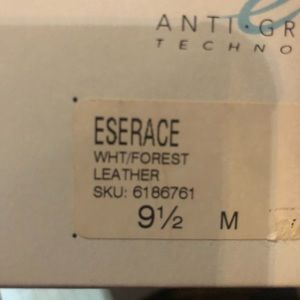 ANTI·GR
TECHNO
ESERACE
WHT/FOREST
LEATHER
SKU: 6186761
9½ M